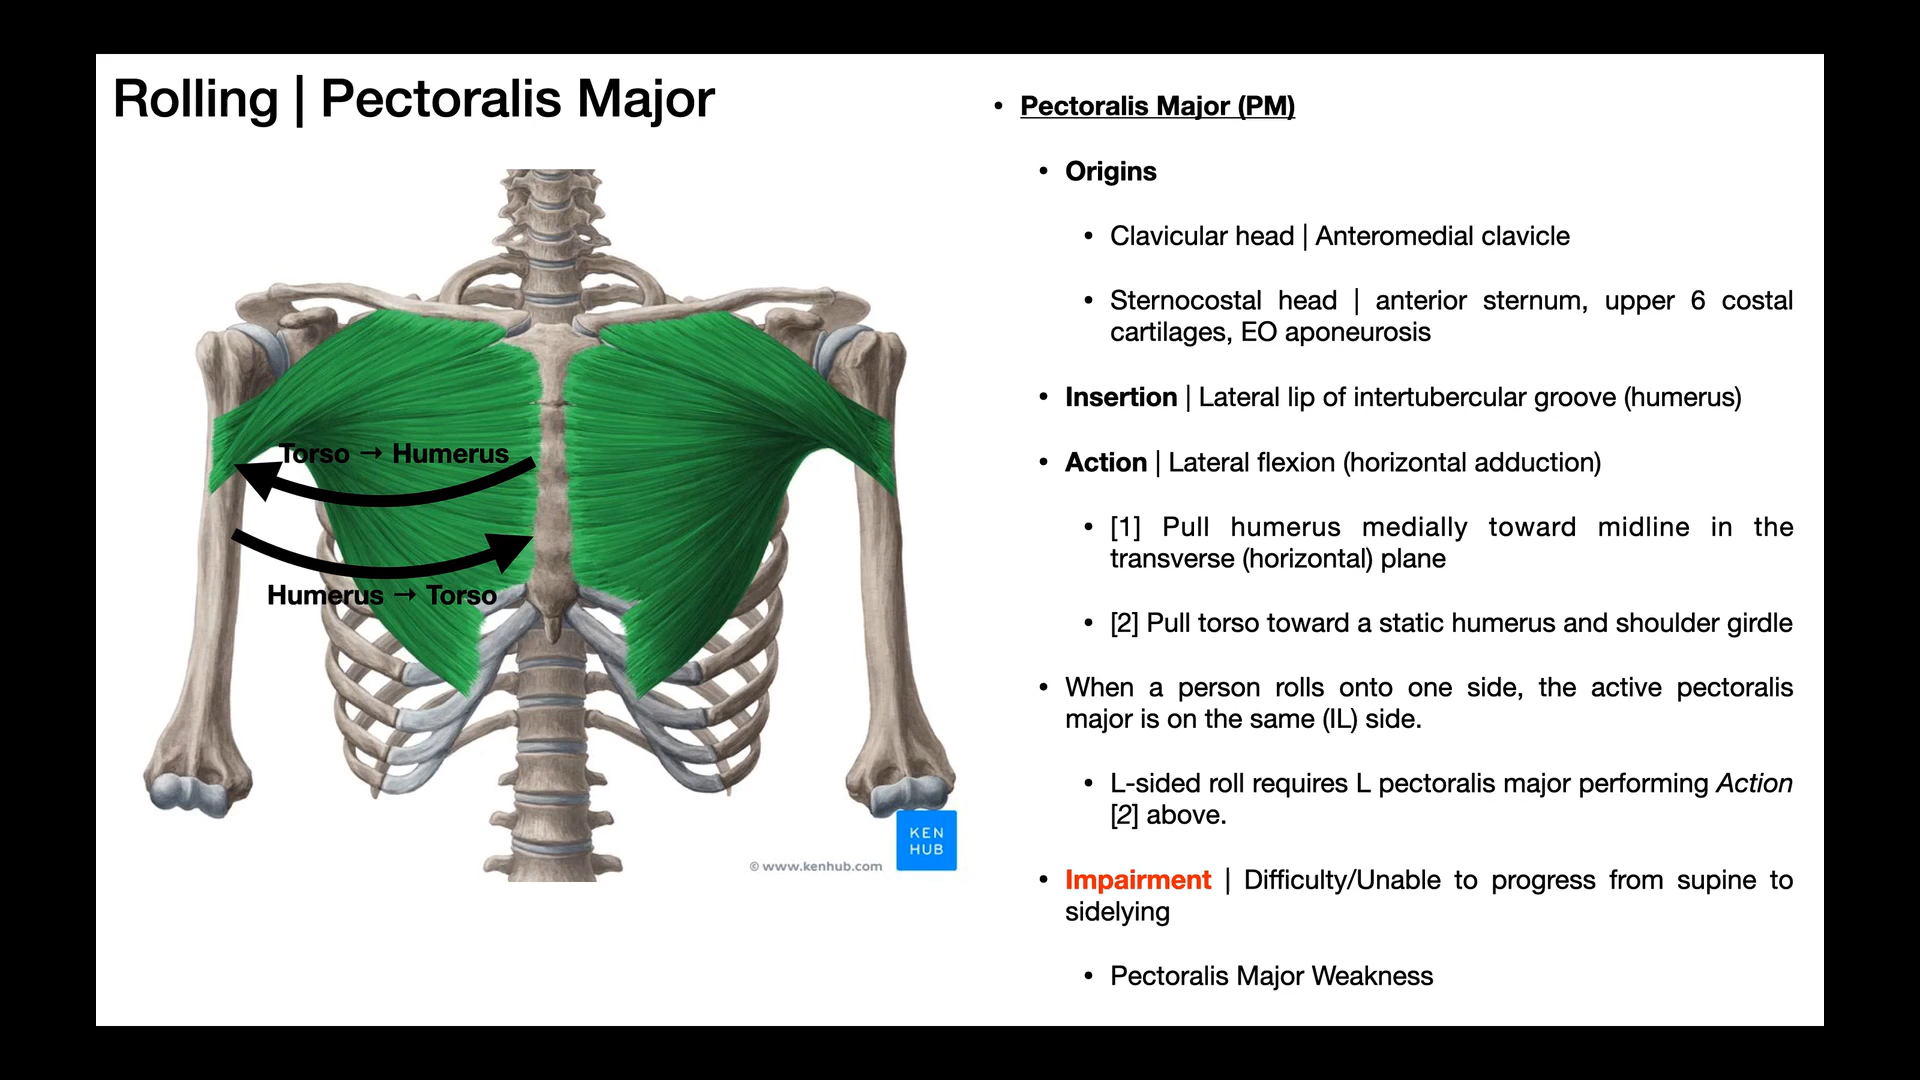 Rolling | Pectoralis Major
Torso → Humerus
Humerus → Torso
© www.kenhub.com
KEN
HUB
• Pectoralis Major (PM)
• Origins
• Clavicular head | Anteromedial clavicle
• Sternocostal head | anterior sternum, upper 6 costal
cartilages, EO aponeurosis
• Insertion | Lateral lip of intertubercular groove (humerus)
• Action | Lateral flexion (horizontal adduction)
• [1] Pull humerus medially toward midline in the
transverse (horizontal) plane
• [2] Pull torso toward a static humerus and shoulder girdle
• When a person rolls onto one side, the active pectoralis
major is on the same (IL) side.
• L-sided roll requires L pectoralis major performing Action
[2] above.
• Impairment | Difficulty/Unable to progress from supine to
sidelying
• Pectoralis Major Weakness